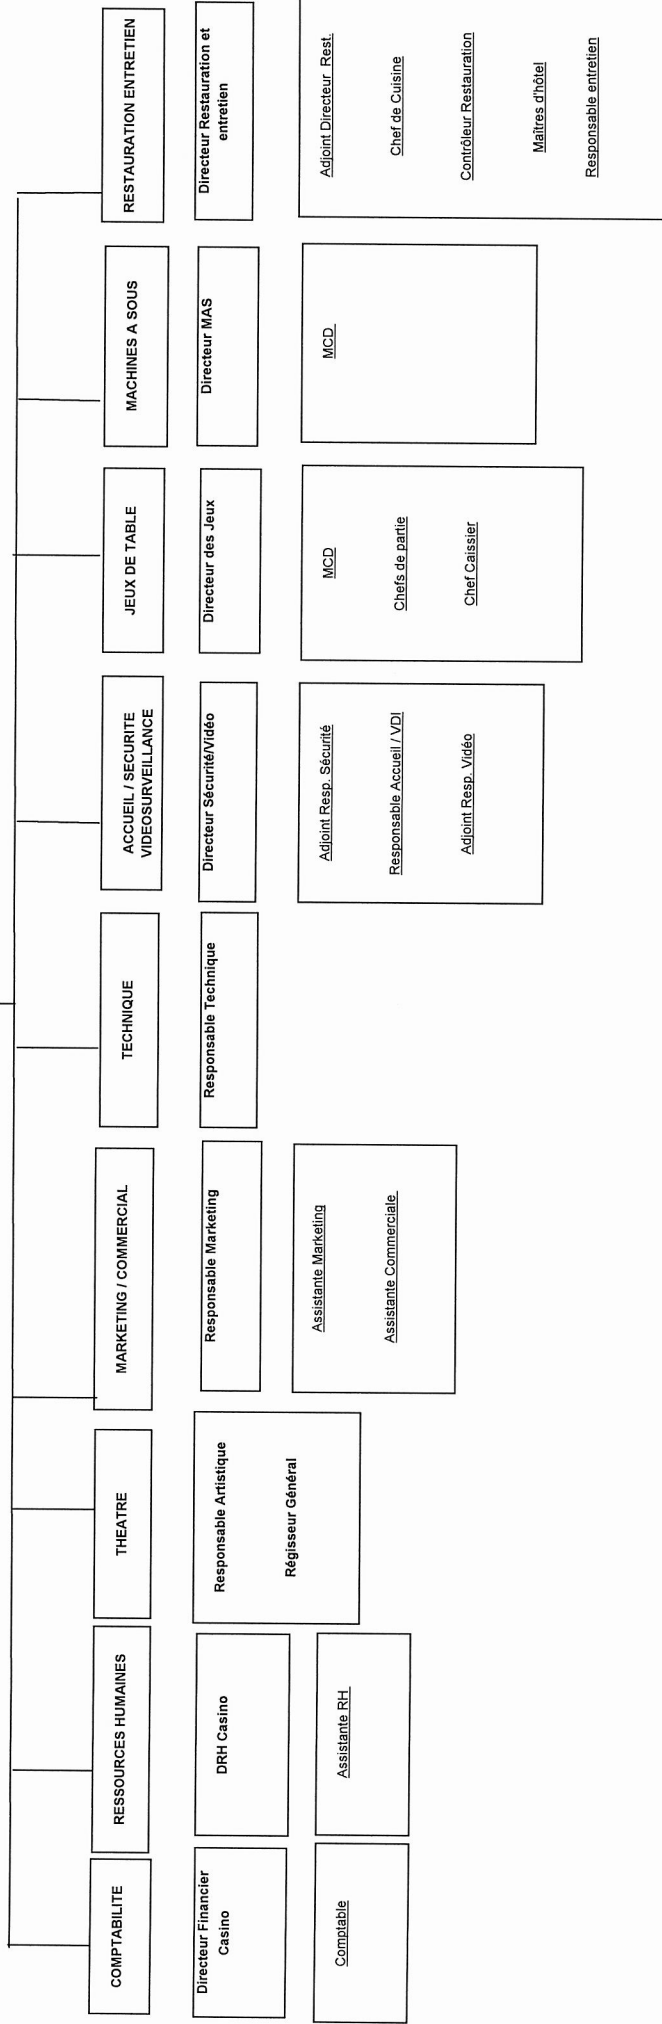 COMPTABILITE
Directeur Financier
Casino
Comptable
RESSOURCES HUMAINES
DRH Casino
Assistante RH
THEATRE
Responsable Artistique
Régisseur Général
MARKETING / COMMERCIAL
Responsable Marketing
Assistante Marketing
Assistante Commerciale
TECHNIQUE
Responsable Technique
ACCUEIL / SECURITE
VIDEOSURVEILLANCE
Directeur Sécurité/Vidéo
Adjoint Resp. Sécurité
Responsable Accueil / VDI
Adjoint Resp. Vidéo
JEUX DE TABLE
Directeur des Jeux
MCD
Chefs de partie
Chef Caissier
MACHINES A SOUS
Directeur MAS
MCD
RESTAURATION ENTRETIEN
Directeur Restauration et
entretien
Adjoint Directeur Rest.
Chef de Cuisine
Contrôleur Restauration
Maîtres d'hôtel
Responsable entretien